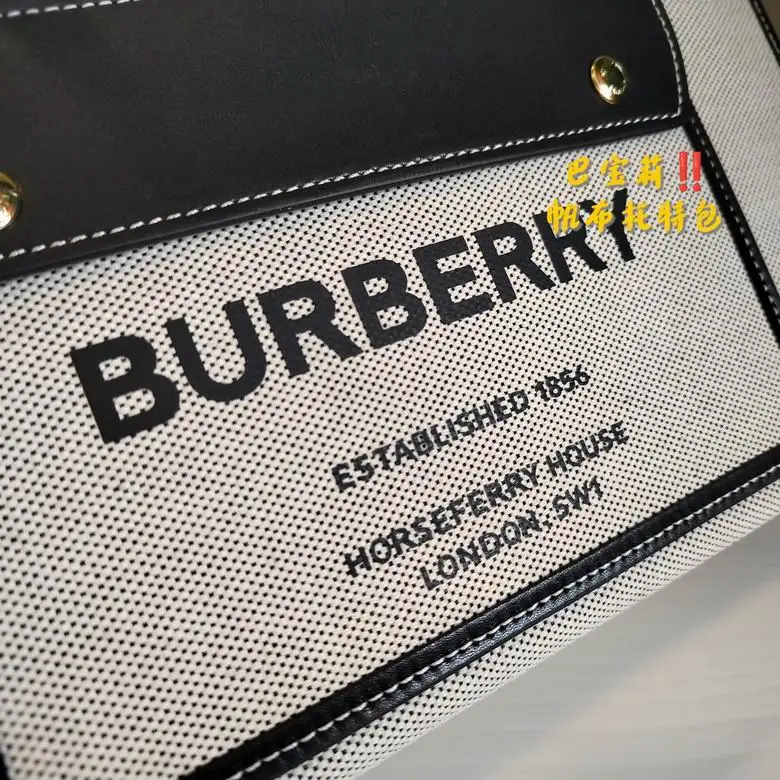 巴宝莉‼️
帆布托特包
BURBERRY
ESTABLISHED 1856
HORSEFERRY HOUSE
LONDON, SW1